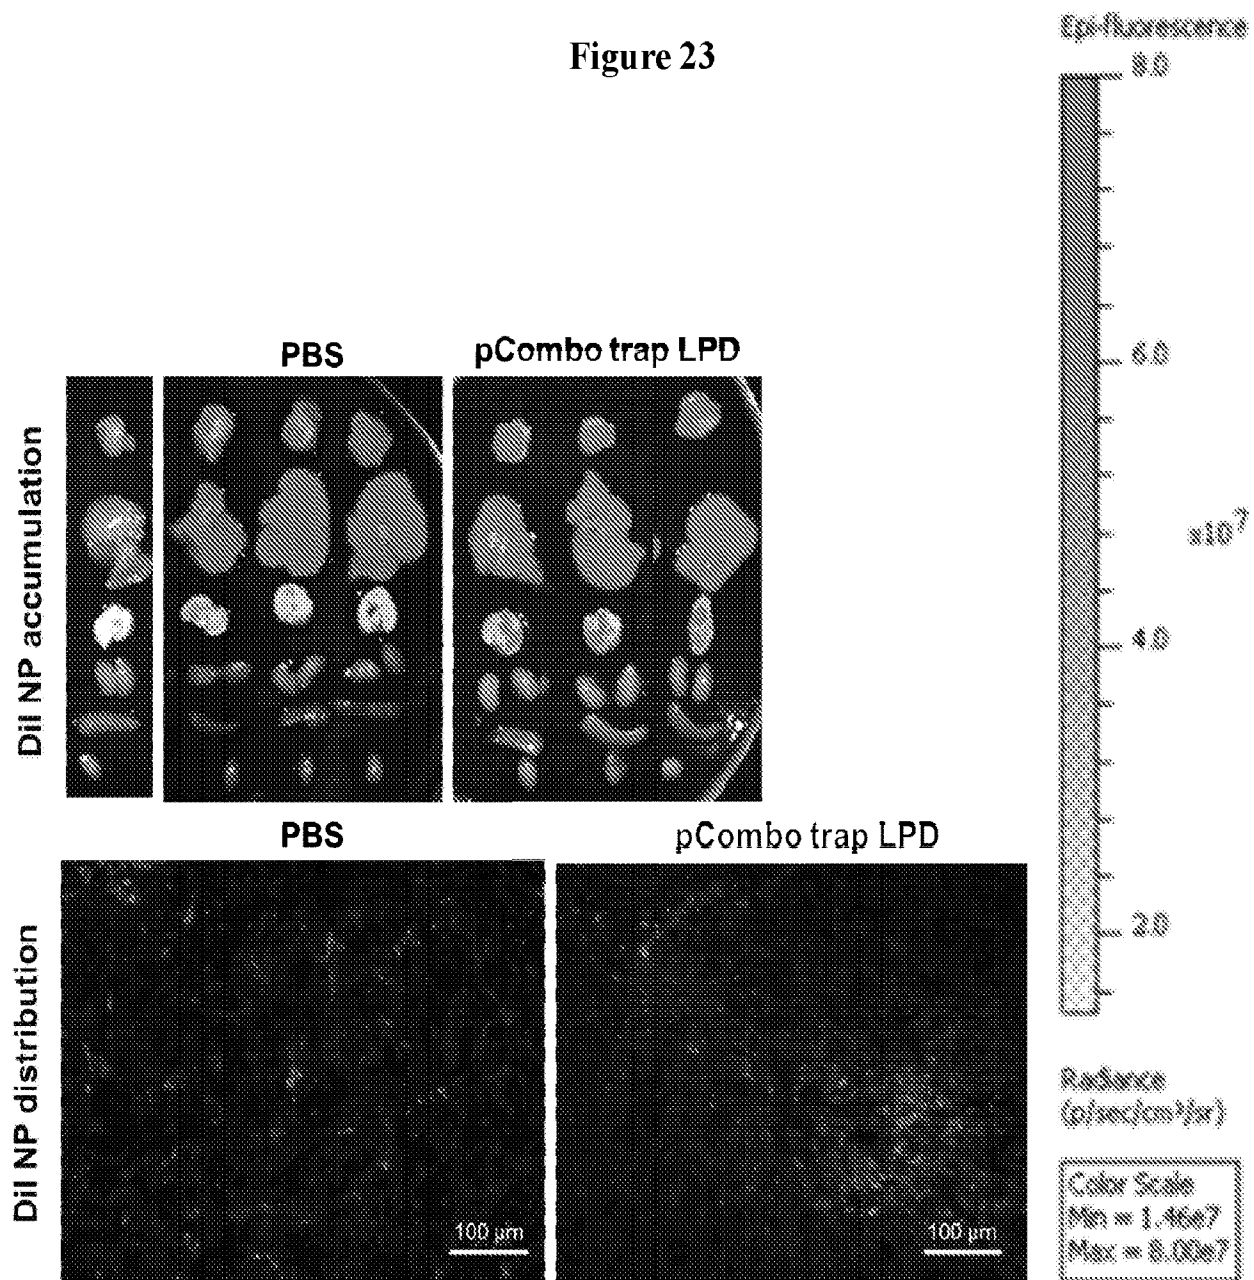 Figure 23
Epi-fluorescence
8.0
6.0
x10⁷
4.0
2.0
Radiance
(p/sec/cm²/sr)
Color Scale
Min = 1.46e7
Max = 8.00e7
PBS
pCombo trap LPD
DiI NP accumulation
PBS
pCombo trap LPD
DiI NP distribution
100 µm
100 µm